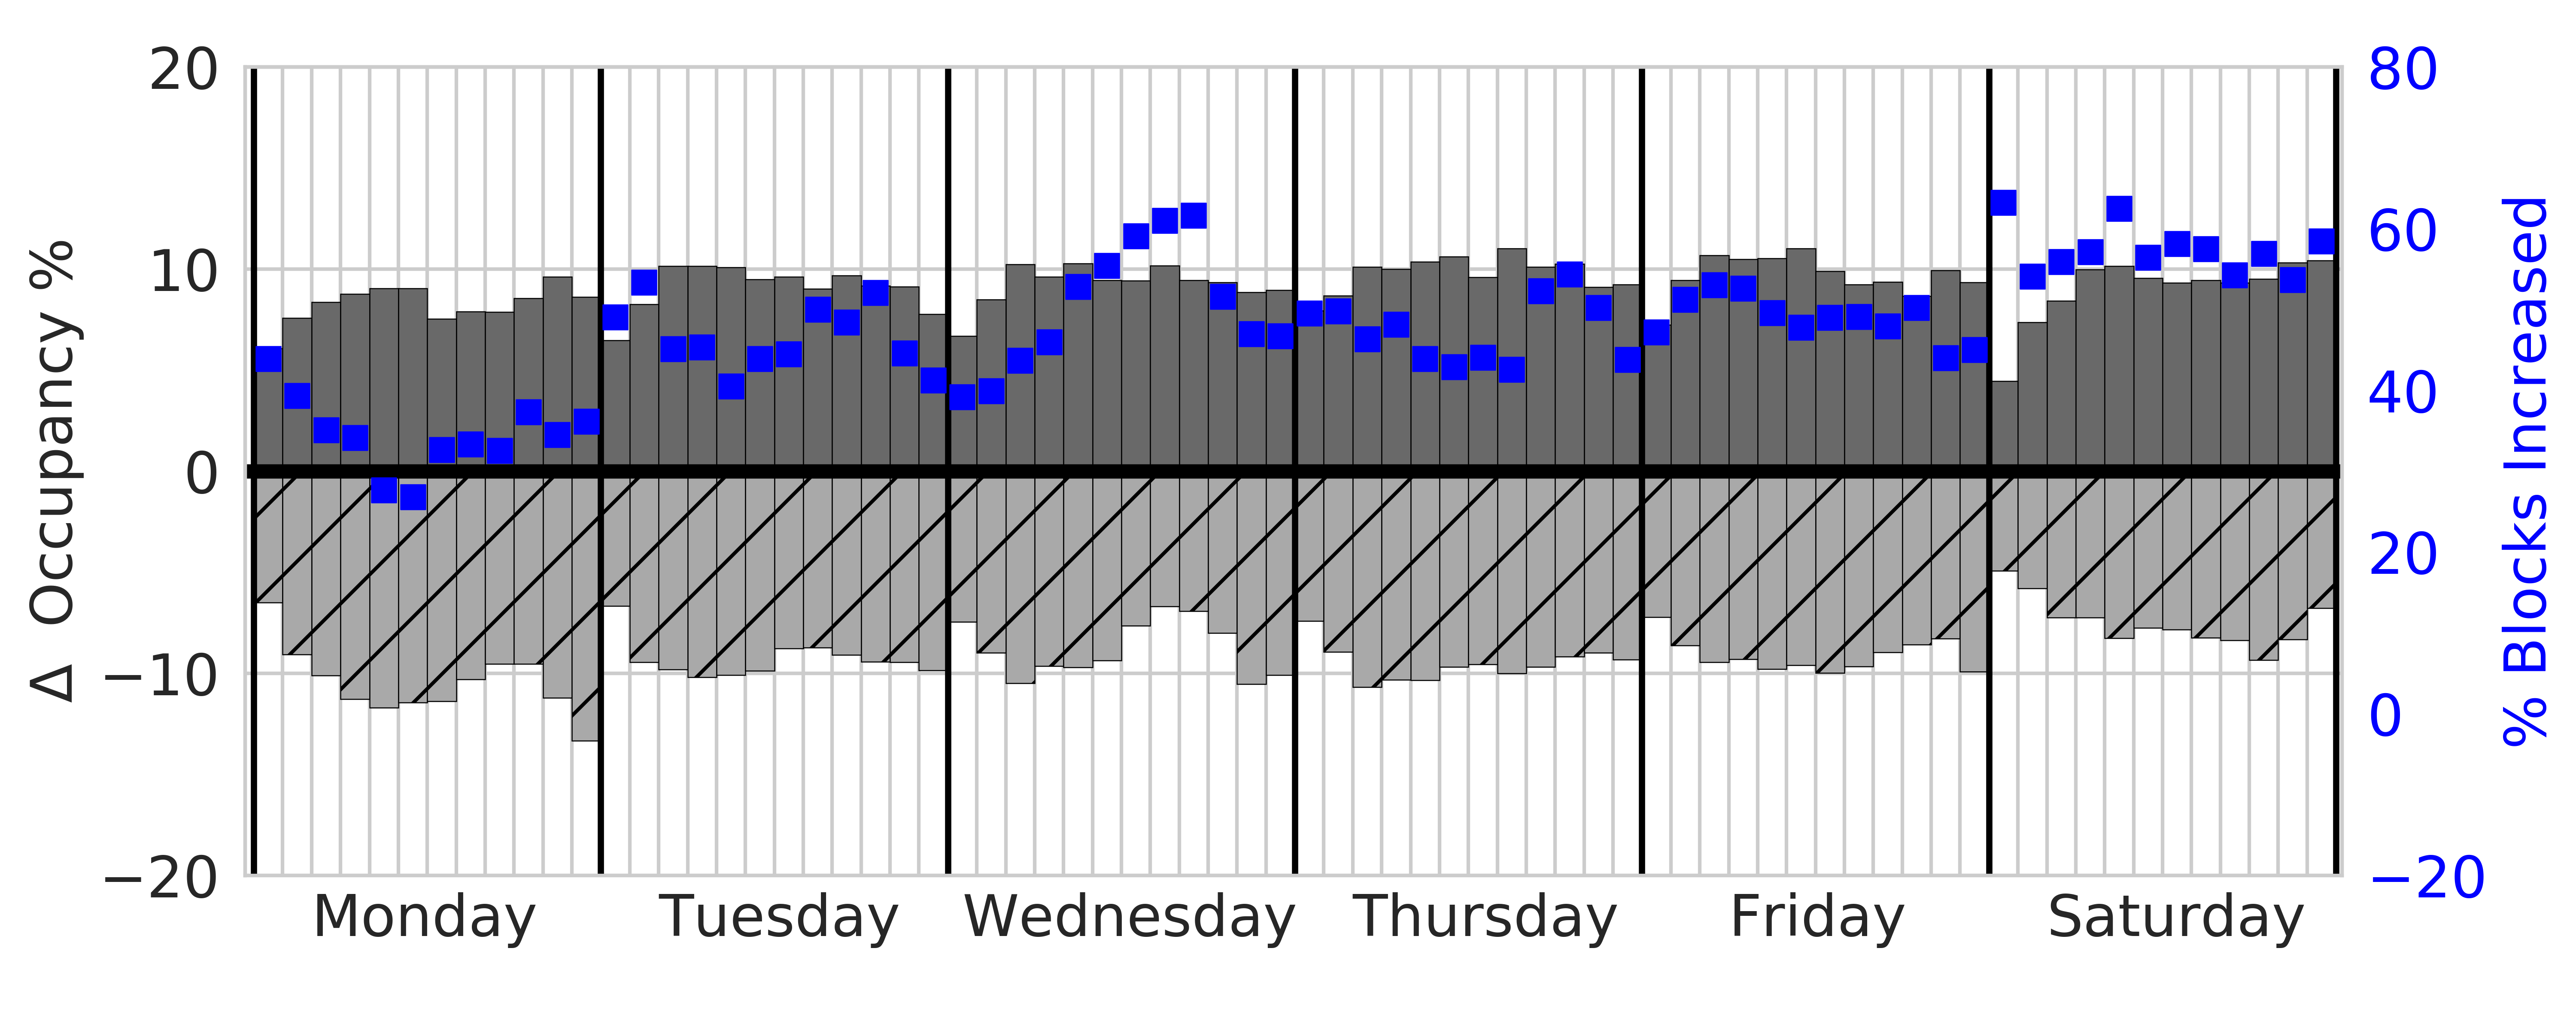 20
10
0
−10
−20
Δ Occupancy %
80
60
40
20
0
−20
% Blocks Increased
Monday
Tuesday
Wednesday
Thursday
Friday
Saturday